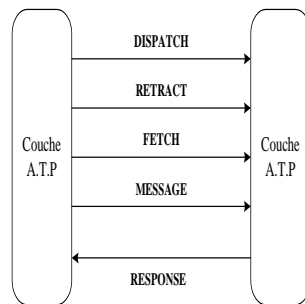 DISPATCH
RETRACT
Couche
A.T.P
FETCH
Couche
A.T.P
MESSAGE
RESPONSE